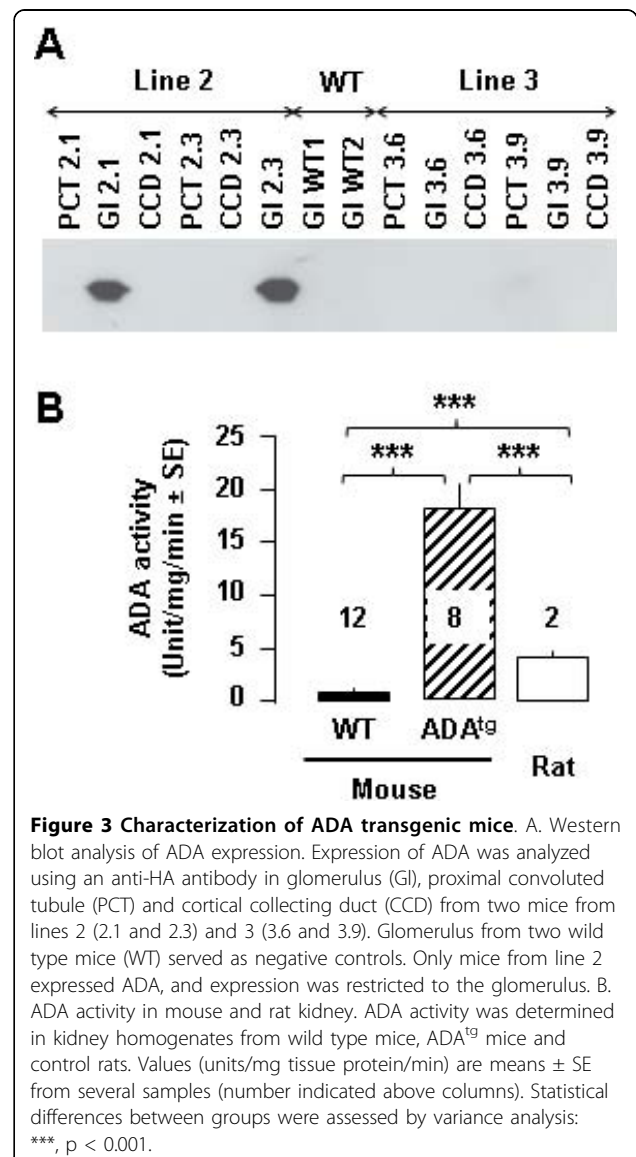 A
Line 2 WT Line 3
PCT 2.1 Gl 2.1 CCD 2.1 PCT 2.3 CCD 2.3 Gl 2.3 Gl WT1 Gl WT2 PCT 3.6 Gl 3.6 CCD 3.6 PCT 3.9 Gl 3.9 CCD 3.9
B
***
*** ***
ADA activity
(Unit/mg/min ± SE)
25
20
15
10
5
0
12 8 2
WT ADAtg Rat
Mouse
Figure 3 Characterization of ADA transgenic mice. A. Western
blot analysis of ADA expression. Expression of ADA was analyzed
using an anti-HA antibody in glomerulus (Gl), proximal convoluted
tubule (PCT) and cortical collecting duct (CCD) from two mice from
lines 2 (2.1 and 2.3) and 3 (3.6 and 3.9). Glomerulus from two wild
type mice (WT) served as negative controls. Only mice from line 2
expressed ADA, and expression was restricted to the glomerulus. B.
ADA activity in mouse and rat kidney. ADA activity was determined
in kidney homogenates from wild type mice, ADAtg mice and
control rats. Values (units/mg tissue protein/min) are means ± SE
from several samples (number indicated above columns). Statistical
differences between groups were assessed by variance analysis:
***, p < 0.001.